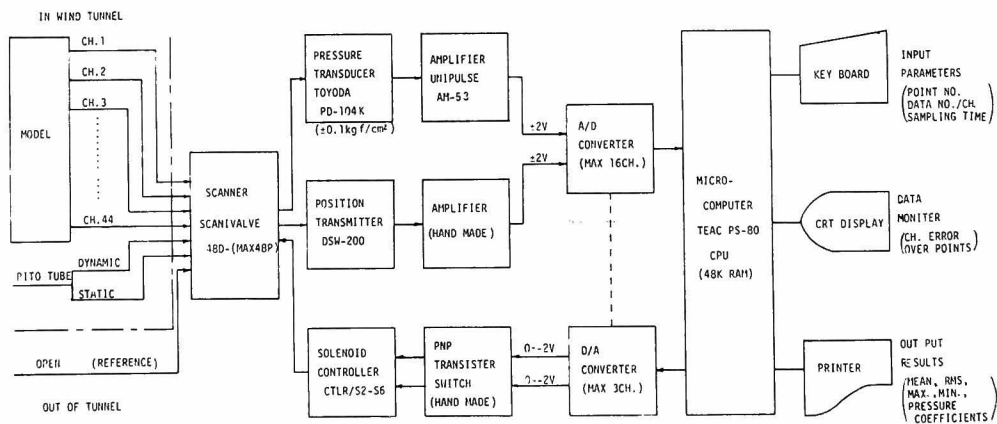 IN WIND TUNNEL
MODEL
CH.1
CH.2
CH.3
CH.44
PITO TUBE
DYNAMIC
STATIC
OPEN (REFERENCE)
OUT OF TUNNEL
SCANNER
SCANIVALVE
48D-(MAX48P)
PRESSURE
TRANSDUCER
TOYODA
PD-104K
(±0.1kgf/cm²)
AMPLIFIER
UNIPULSE
AM-53
±2V
POSITION
TRANSMITTER
DSW-200
AMPLIFIER
(HAND MADE)
±2V
A/D
CONVERTER
(MAX 16CH.)
SOLENOID
CONTROLLER
CTLR/S2-S6
PNP
TRANSISTER
SWITCH
(HAND MADE)
0--2V
0--2V
D/A
CONVERTER
(MAX 3CH.)
MICRO-
COMPUTER
TEAC PS-80
CPU
(48K RAM)
KEY BOARD
INPUT
PARAMETERS
(POINT NO.
DATA NO./CH.
SAMPLING TIME)
CRT DISPLAY
DATA
MONITER
(CH. ERROR
OVER POINTS)
PRINTER
OUT PUT
RESULTS
(MEAN, RMS,
MAX.,MIN.,
PRESSURE
COEFFICIENTS)